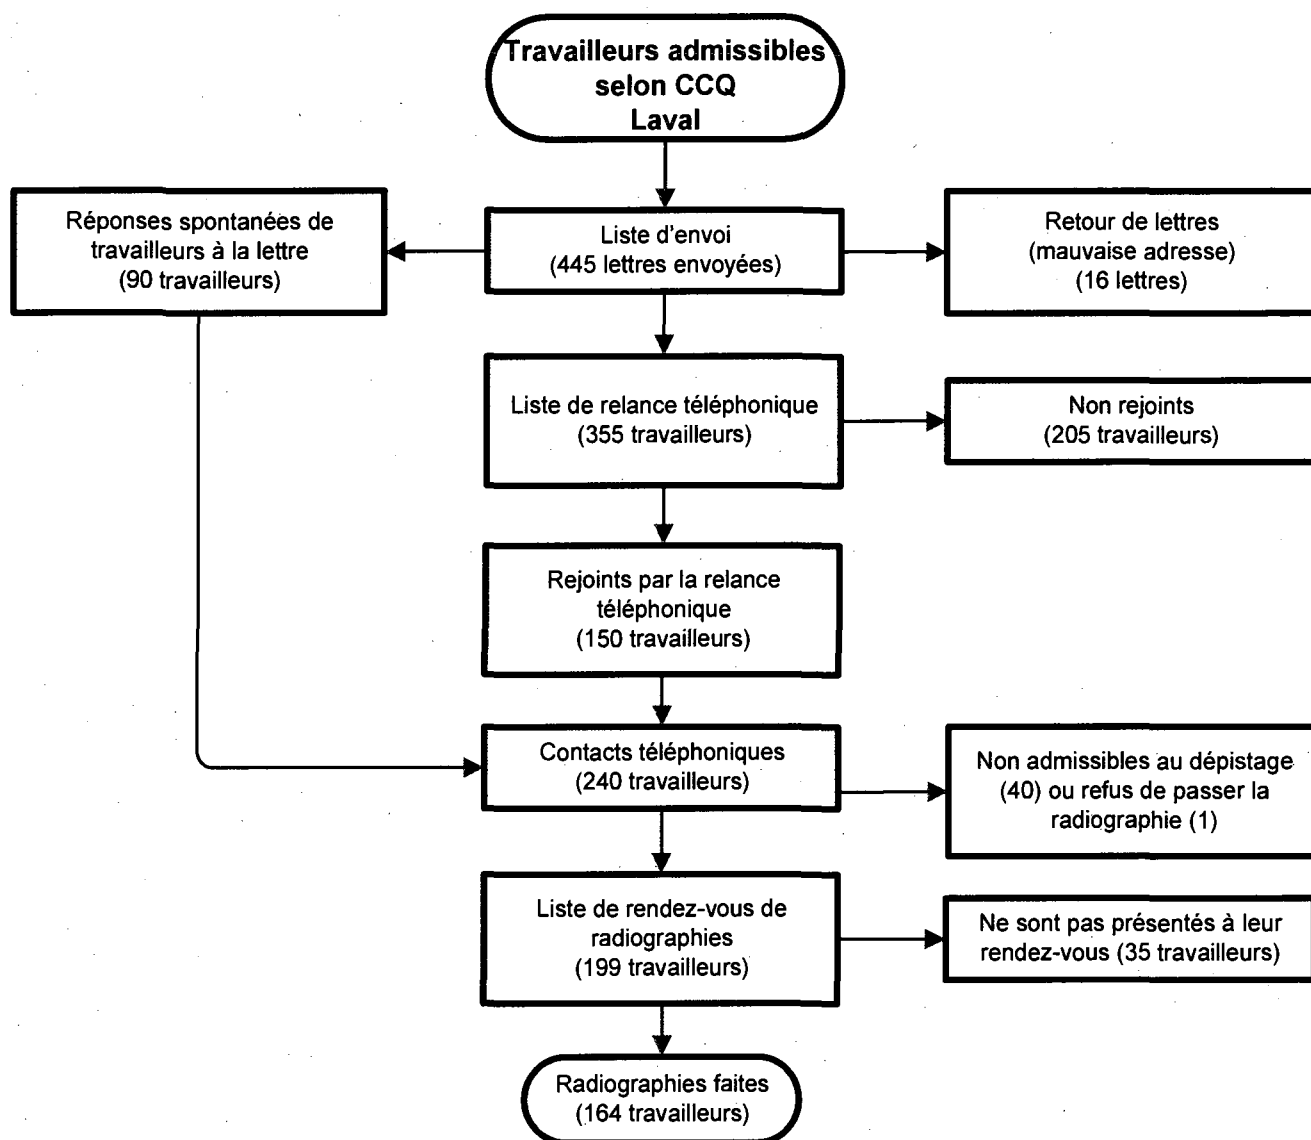 Travailleurs admissibles
selon CCQ
Laval
Réponses spontanées de
travailleurs à la lettre
(90 travailleurs)
Liste d'envoi
(445 lettres envoyées)
Retour de lettres
(mauvaise adresse)
(16 lettres)
Liste de relance téléphonique
(355 travailleurs)
Non rejoints
(205 travailleurs)
Rejoints par la relance
téléphonique
(150 travailleurs)
Contacts téléphoniques
(240 travailleurs)
Non admissibles au dépistage
(40) ou refus de passer la
radiographie (1)
Liste de rendez-vous de
radiographies
(199 travailleurs)
Ne sont pas présentés à leur
rendez-vous (35 travailleurs)
Radiographies faites
(164 travailleurs)